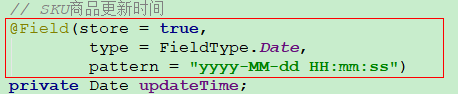 // SKU商品更新时间
@Field(store = true,
type = FieldType.Date,
pattern = "yyyy-MM-dd HH:mm:ss")
private Date updateTime;